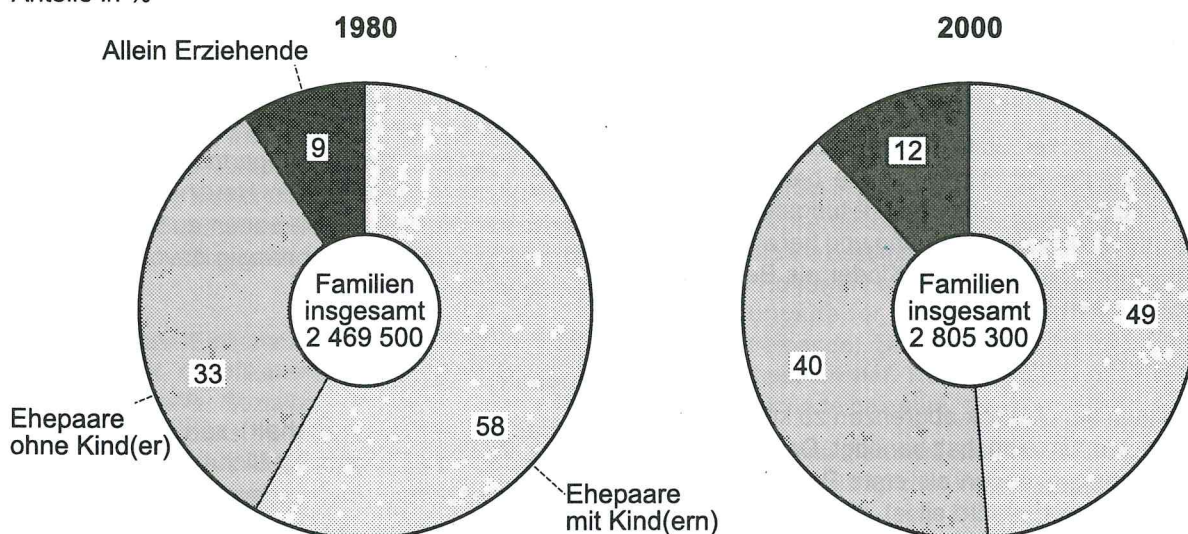 Anteile in %
1980
2000
Allein Erziehende
9
Familien
insgesamt
2 469 500
33
58
Ehepaare
ohne Kind(er)
Ehepaare
mit Kind(ern)
12
Familien
insgesamt
2 805 300
40
49